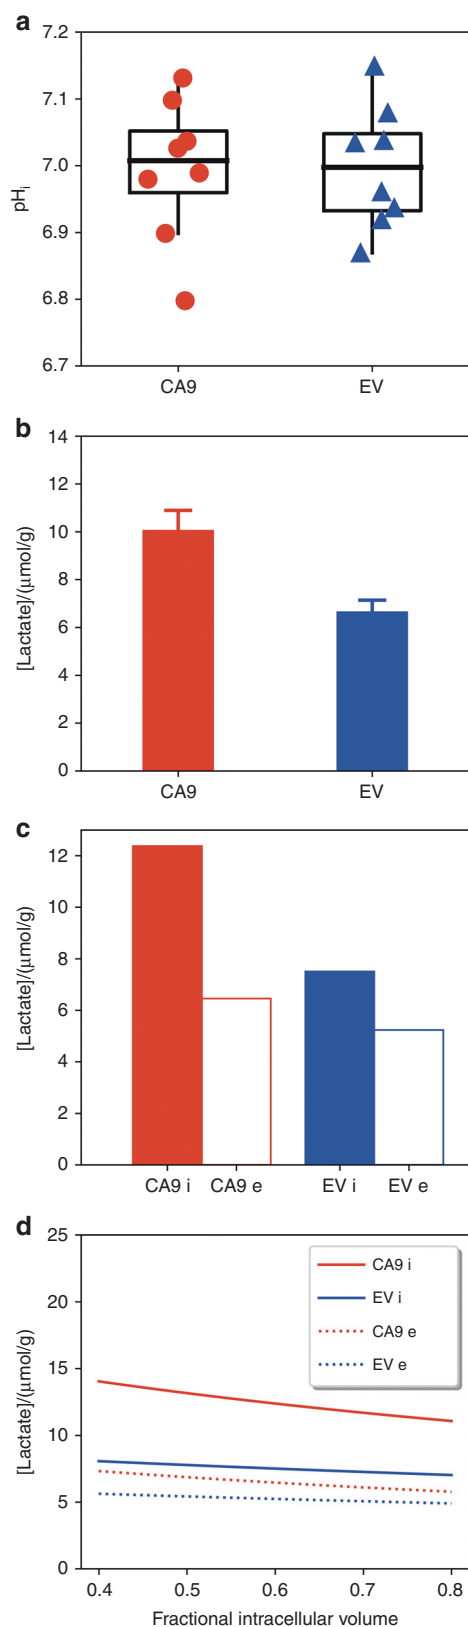 a
7.2
7.1
7.0
6.9
6.8
6.7
pHi
CA9 EV
b
14
12
10
8
6
4
2
0
[Lactate]/(μmol/g)
CA9 EV
c
12
10
8
6
4
2
0
[Lactate]/(μmol/g)
CA9 i CA9 e EV i EV e
d
25
20
15
10
5
0
[Lactate]/(μmol/g)
CA9 i
EV i
CA9 e
EV e
0.4 0.5 0.6 0.7 0.8
Fractional intracellular volume